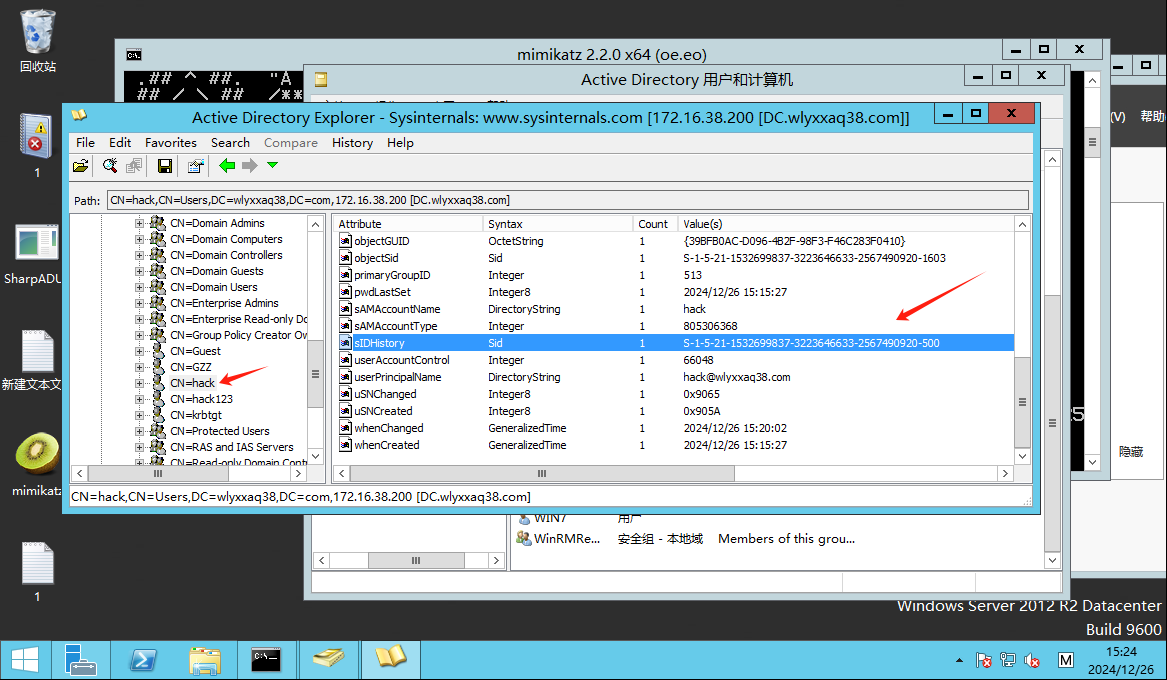 回收站
1
SharpADU
新建文本文
mimikatz
1
mimikatz 2.2.0 x64 (oe.eo)
.## ^ ##.   "A
## / \ ##   /**
Active Directory 用户和计算机
(V)
帮助
隐藏
Active Directory Explorer - Sysinternals: www.sysinternals.com [172.16.38.200 [DC.wlyxxaq38.com]]
File Edit Favorites Search Compare History Help
Path: CN=hack,CN=Users,DC=wlyxxaq38,DC=com,172.16.38.200 [DC.wlyxxaq38.com]
CN=Domain Admins
CN=Domain Computers
CN=Domain Controllers
CN=Domain Guests
CN=Domain Users
CN=Enterprise Admins
CN=Enterprise Read-only Do
CN=Group Policy Creator Ow
CN=Guest
CN=GZZ
CN=hack
CN=hack123
CN=krbtgt
CN=Protected Users
CN=RAS and IAS Servers
CN=Read-only Domain Cont
Attribute Syntax Count Value(s)
objectGUID OctetString 1 {39BFB0AC-D096-4B2F-98F3-F46C283F0410}
objectSid Sid 1 S-1-5-21-1532699837-3223646633-2567490920-1603
primaryGroupID Integer 1 513
pwdLastSet Integer8 1 2024/12/26 15:15:27
sAMAccountName DirectoryString 1 hack
sAMAccountType Integer 1 805306368
sIDHistory Sid 1 S-1-5-21-1532699837-3223646633-2567490920-500
userAccountControl Integer 1 66048
userPrincipalName DirectoryString 1 hack@wlyxxaq38.com
uSNChanged Integer8 1 0x9065
uSNCreated Integer8 1 0x905A
whenChanged GeneralizedTime 1 2024/12/26 15:20:02
whenCreated GeneralizedTime 1 2024/12/26 15:15:27
CN=hack,CN=Users,DC=wlyxxaq38,DC=com,172.16.38.200 [DC.wlyxxaq38.com]
WIN7 用户
WinRMRe... 安全组 - 本地域 Members of this grou...
Windows Server 2012 R2 Datacenter
Build 9600
M
15:24
2024/12/26